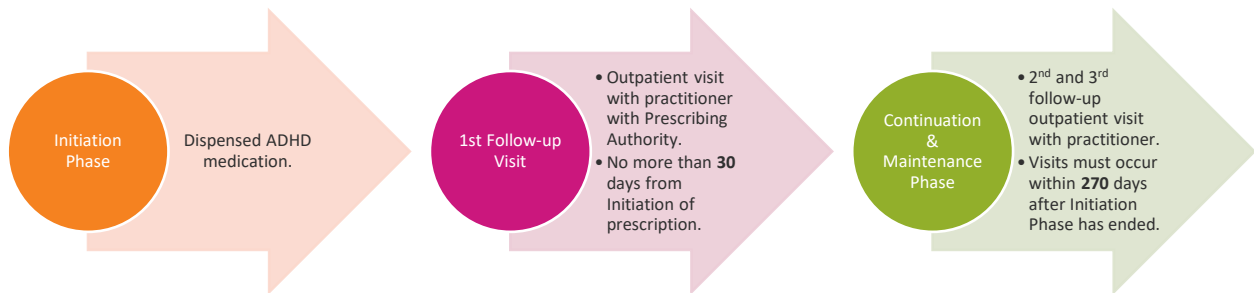 Initiation
Phase
Dispensed ADHD
medication.
1st Follow-up
Visit
• Outpatient visit
with practitioner
with Prescribing
Authority.
• No more than 30
days from
Initiation of
prescription.
Continuation
&
Maintenance
Phase
• 2nd and 3rd
follow-up
outpatient visit
with practitioner.
• Visits must occur
within 270 days
after Initiation
Phase has ended.